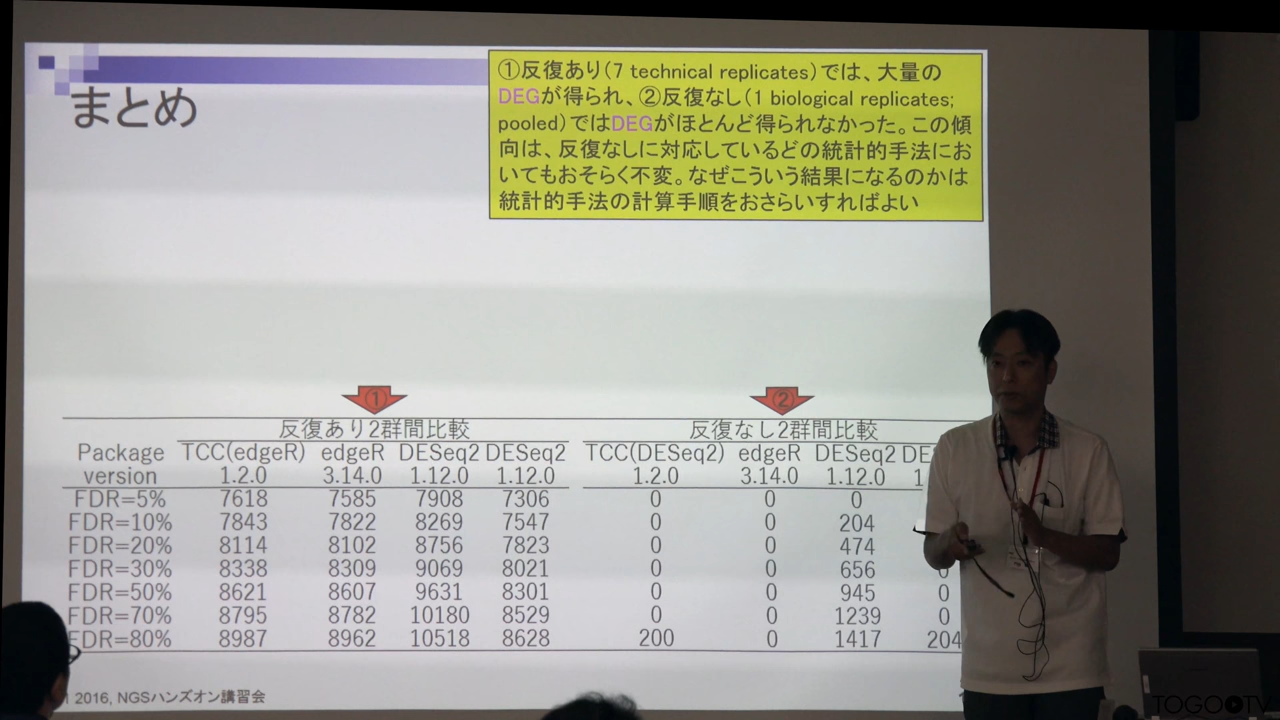 まとめ
①反復あり(7 technical replicates)では、大量の
DEGが得られ、②反復なし(1 biological replicates;
pooled)ではDEGがほとんど得られなかった。この傾
向は、反復なしに対応しているどの統計的手法にお
いてもおそらく不変。なぜこういう結果になるのかは
統計的手法の計算手順をおさらいすればよい
① ②
反復あり2群間比較 反復なし2群間比較
Package TCC(edgeR) edgeR DESeq2 DESeq2 TCC(DESeq2) edgeR DESeq2
version 1.2.0 3.14.0 1.12.0 1.12.0 1.2.0 3.14.0 1.12.0
FDR=5% 7618 7585 7908 7306 0 0 0
FDR=10% 7843 7822 8269 7547 0 0 204
FDR=20% 8114 8102 8756 7823 0 0 474
FDR=30% 8338 8309 9069 8021 0 0 656 0
FDR=50% 8621 8607 9631 8301 0 0 945 0
FDR=70% 8795 8782 10180 8529 0 0 1239 0
FDR=80% 8987 8962 10518 8628 200 0 1417 204
2016, NGSハンズオン講習会
TOGOTV